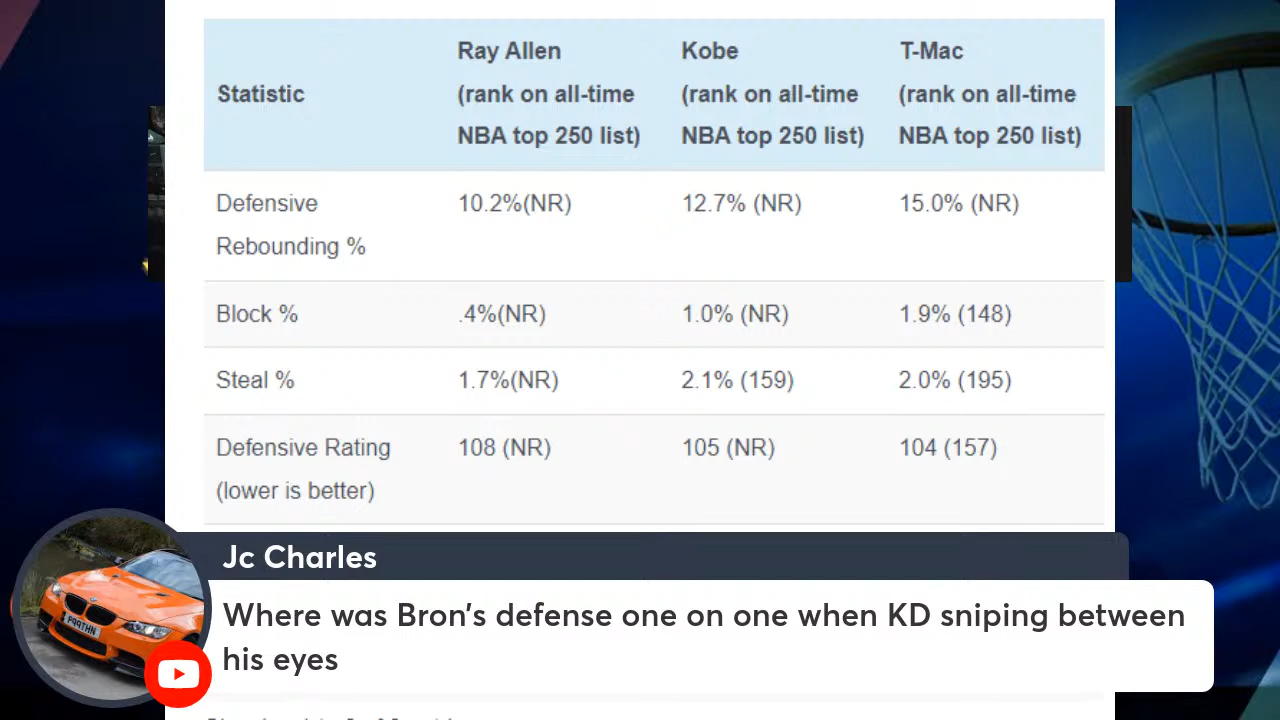 Ray Allen Kobe T-Mac
Statistic (rank on all-time (rank on all-time (rank on all-time
NBA top 250 list) NBA top 250 list) NBA top 250 list)
Defensive 10.2%(NR) 12.7% (NR) 15.0% (NR)
Rebounding %
Block % .4%(NR) 1.0% (NR) 1.9% (148)
Steal % 1.7%(NR) 2.1% (159) 2.0% (195)
Defensive Rating 108 (NR) 105 (NR) 104 (157)
(lower is better)
Jc Charles
Where was Bron's defense one on one when KD sniping between
his eyes